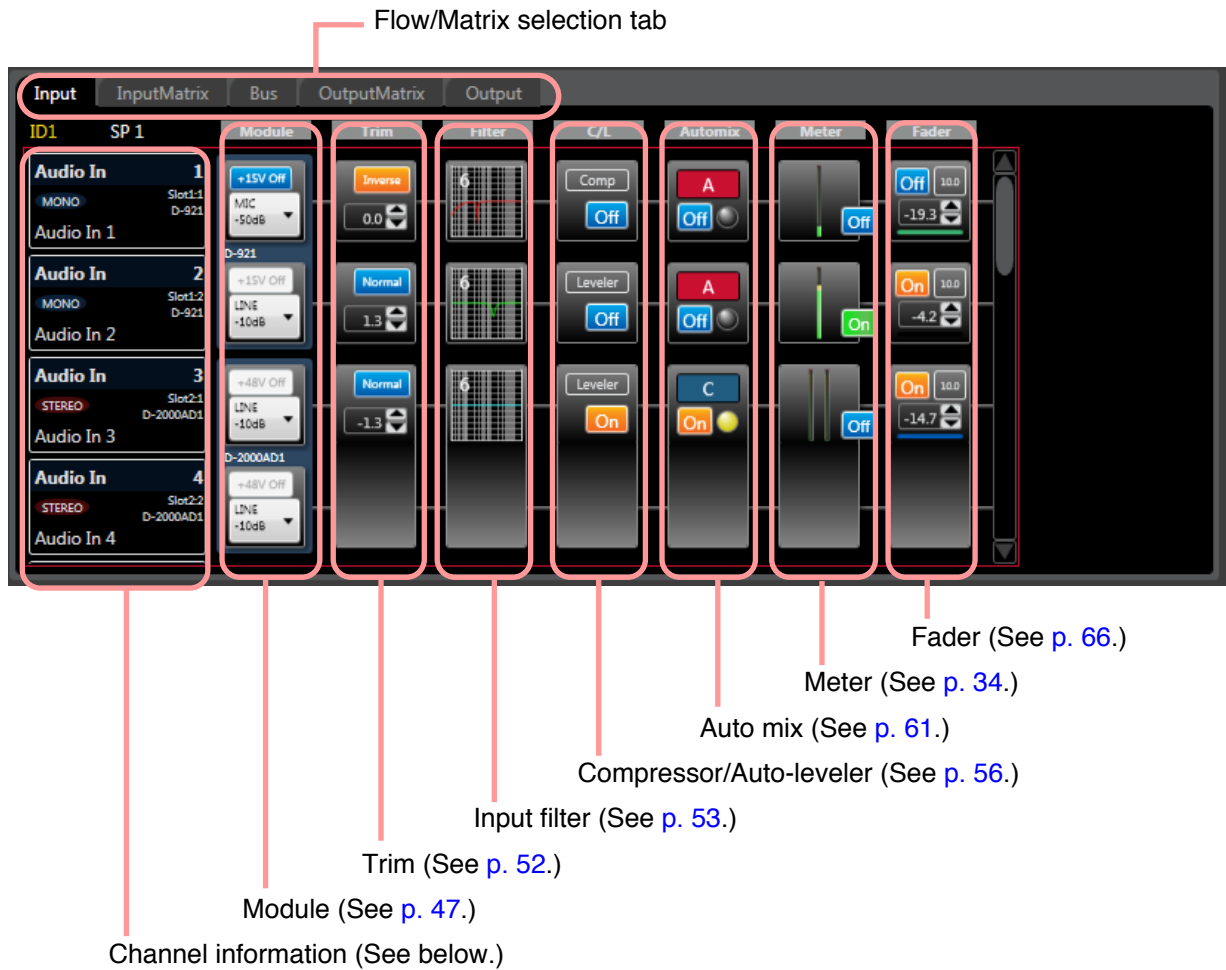 Flow/Matrix selection tab
Input InputMatrix Bus OutputMatrix Output
ID1 SP 1 Module Trim Filter C/L Automix Meter Fader
Audio In 1
MONO Slot1:1
D-921
Audio In 1
+15V Off
MIC
-50dB
Inverse
0.0
6
Comp
Off
A
Off
Off
Off 10.0
-19.3
D-921
Audio In 2
MONO Slot1:2
D-921
Audio In 2
+15V Off
LINE
-10dB
Normal
1.3
6
Leveler
Off
A
Off
On
On 10.0
-4.2
Audio In 3
STEREO Slot2:1
D-2000AD1
Audio In 3
+48V Off
LINE
-10dB
Normal
-1.3
6
Leveler
On
C
On
Off
On 10.0
-14.7
D-2000AD1
Audio In 4
STEREO Slot2:2
D-2000AD1
Audio In 4
+48V Off
LINE
-10dB
Fader (See p. 66.)
Meter (See p. 34.)
Auto mix (See p. 61.)
Compressor/Auto-leveler (See p. 56.)
Input filter (See p. 53.)
Trim (See p. 52.)
Module (See p. 47.)
Channel information (See below.)